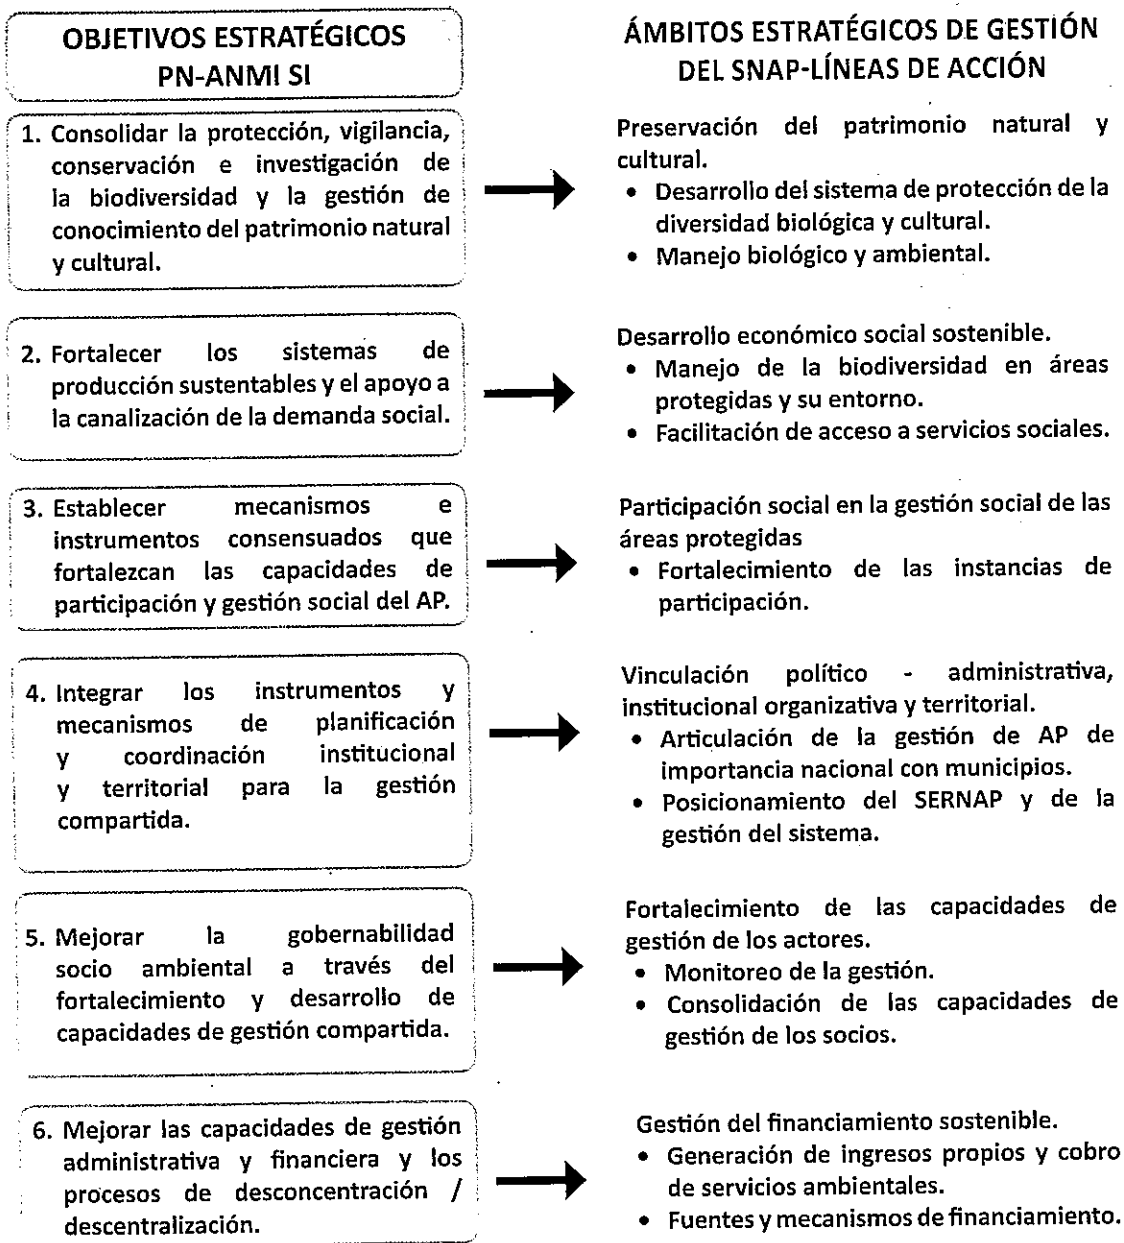 OBJETIVOS ESTRATÉGICOS
PN-ANMI SI
ÁMBITOS ESTRATÉGICOS DE GESTIÓN
DEL SNAP-LÍNEAS DE ACCIÓN
1. Consolidar la protección, vigilancia,
conservación e investigación de
la biodiversidad y la gestión de
conocimiento del patrimonio natural
y cultural.
Preservación del patrimonio natural y
cultural.
• Desarrollo del sistema de protección de la
diversidad biológica y cultural.
• Manejo biológico y ambiental.
2. Fortalecer los sistemas de
producción sustentables y el apoyo a
la canalización de la demanda social.
Desarrollo económico social sostenible.
• Manejo de la biodiversidad en áreas
protegidas y su entorno.
• Facilitación de acceso a servicios sociales.
3. Establecer mecanismos e
instrumentos consensuados que
fortalezcan las capacidades de
participación y gestión social del AP.
Participación social en la gestión social de las
áreas protegidas
• Fortalecimiento de las instancias de
participación.
4. Integrar los instrumentos y
mecanismos de planificación
y coordinación institucional
y territorial para la gestión
compartida.
Vinculación político - administrativa,
institucional organizativa y territorial.
• Articulación de la gestión de AP de
importancia nacional con municipios.
• Posicionamiento del SERNAP y de la
gestión del sistema.
5. Mejorar la gobernabilidad
socio ambiental a través del
fortalecimiento y desarrollo de
capacidades de gestión compartida.
Fortalecimiento de las capacidades de
gestión de los actores.
• Monitoreo de la gestión.
• Consolidación de las capacidades de
gestión de los socios.
6. Mejorar las capacidades de gestión
administrativa y financiera y los
procesos de desconcentración /
descentralización.
Gestión del financiamiento sostenible.
• Generación de ingresos propios y cobro
de servicios ambientales.
• Fuentes y mecanismos de financiamiento.